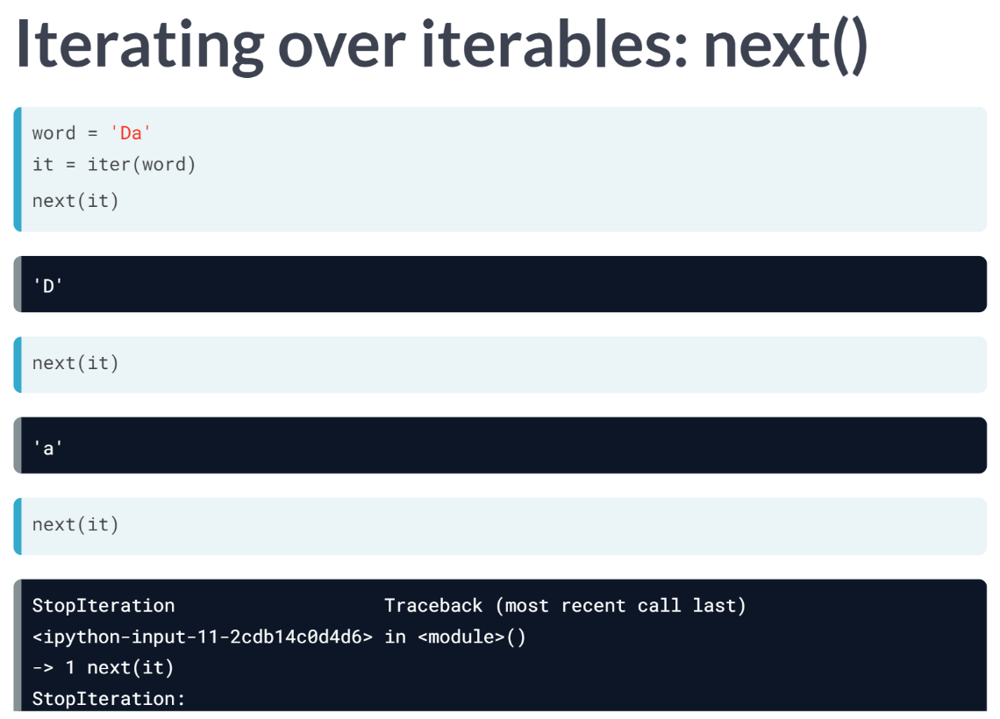 Iterating over iterables: next()
word = 'Da'
it = iter(word)
next(it)
'D'
next(it)
'a'
next(it)
StopIteration                   Traceback (most recent call last)
<ipython-input-11-2cdb14c0d4d6> in <module>()
-> 1 next(it)
StopIteration: